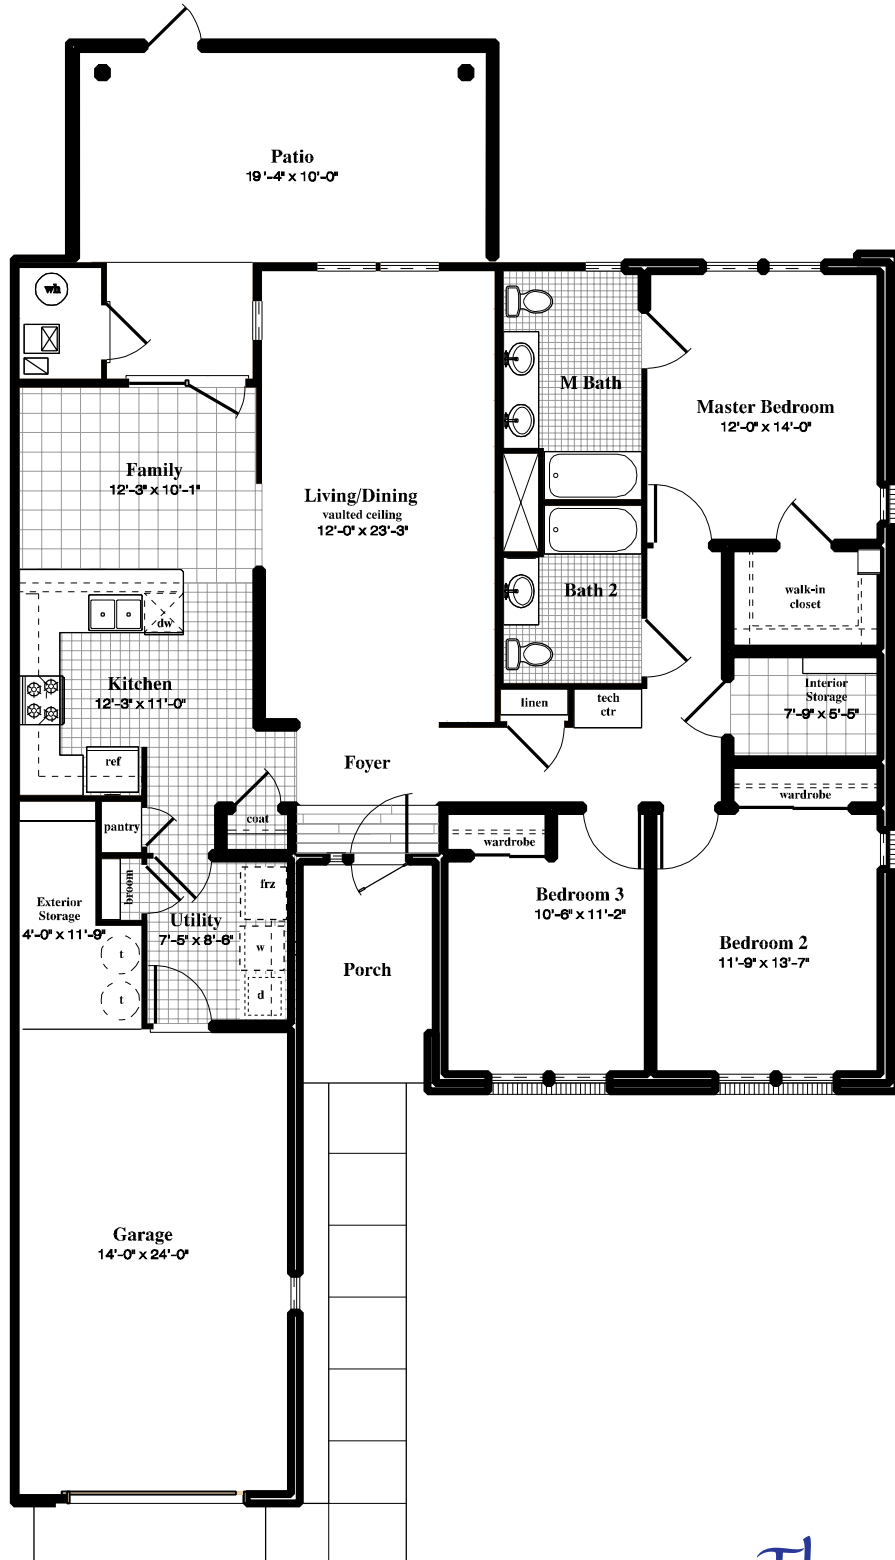 Patio
19'-4" x 10'-0"
wh
M Bath
Master Bedroom
12'-0" x 14'-0"
Family
12'-3" x 10'-1"
Living/Dining
vaulted ceiling
12'-0" x 23'-3"
Bath 2
walk-in
closet
dw
Kitchen
12'-3" x 11'-0"
linen
tech
ctr
Interior
Storage
7'-9" x 5'-5"
ref
Foyer
wardrobe
coat
pantry
wardrobe
broom
frz
Bedroom 3
10'-6" x 11'-2"
Exterior
Storage
4'-0" x 11'-9"
Utility
7'-5" x 8'-6"
w
Bedroom 2
11'-9" x 13'-7"
t
Porch
d
t
Garage
14'-0" x 24'-0"